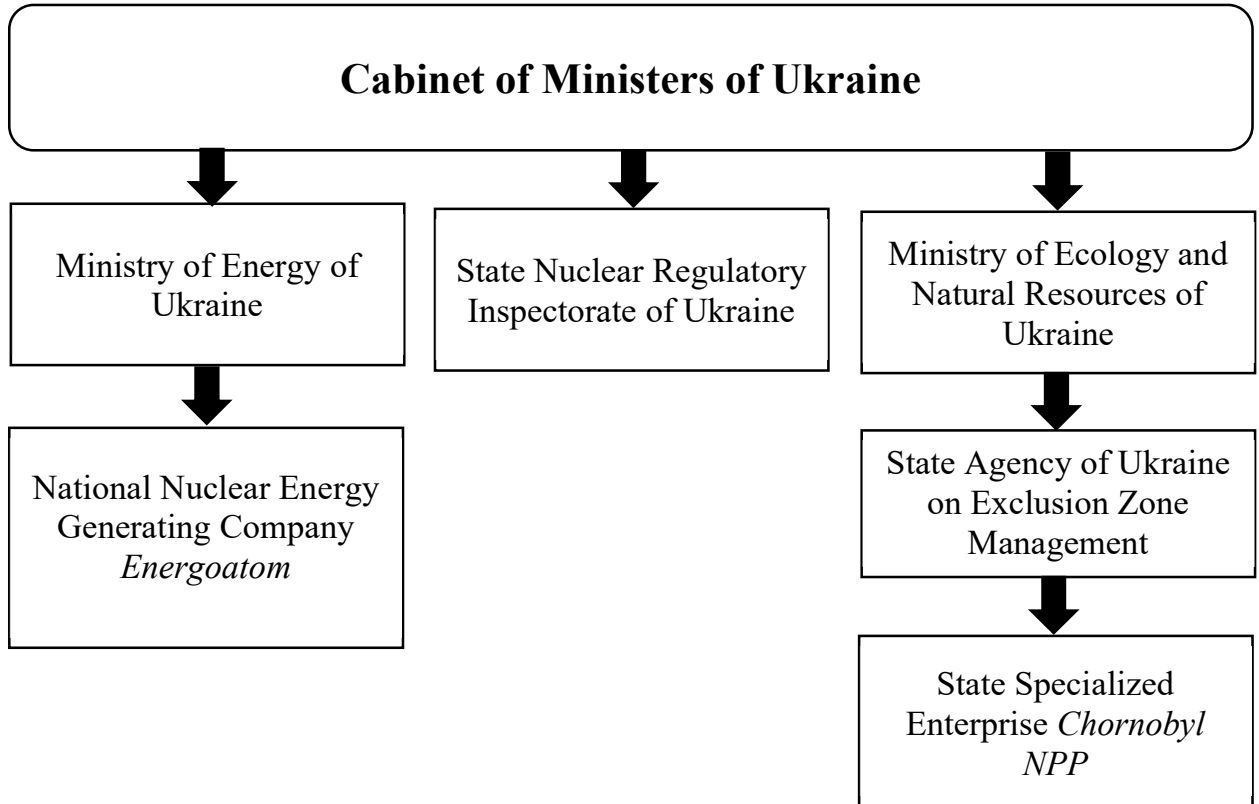 Cabinet of Ministers of Ukraine
Ministry of Energy of
Ukraine
State Nuclear Regulatory
Inspectorate of Ukraine
Ministry of Ecology and
Natural Resources of
Ukraine
National Nuclear Energy
Generating Company
Energoatom
State Agency of Ukraine
on Exclusion Zone
Management
State Specialized
Enterprise Chornobyl
NPP